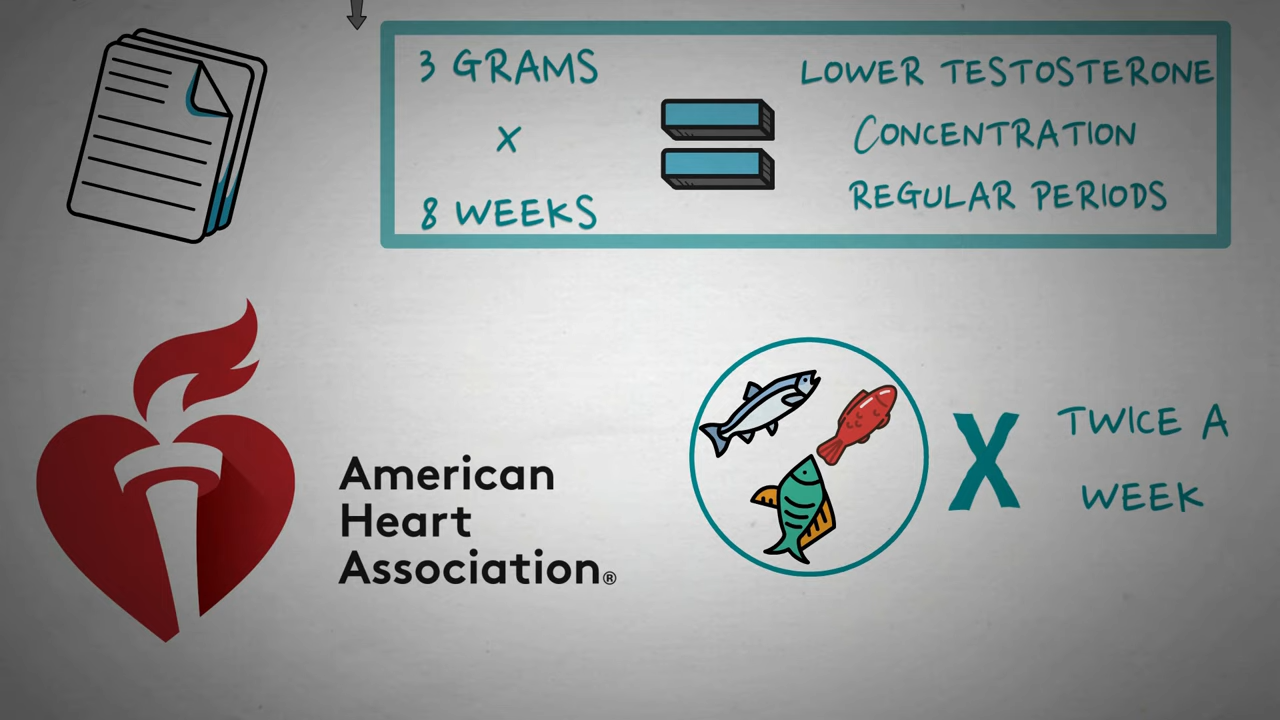 3 GRAMS
X
8 WEEKS
LOWER TESTOSTERONE
CONCENTRATION
REGULAR PERIODS
American
Heart
Association®
X
TWICE A
WEEK